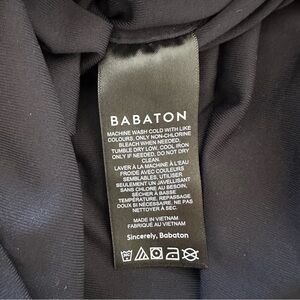 BABATON
MACHINE WASH COLD WITH LIKE
COLOURS. ONLY NON-CHLORINE
BLEACH WHEN NEEDED.
TUMBLE DRY LOW. COOL IRON
IF NEEDED. DO NOT DRY
CLEAN.
LAVER À LA MACHINE À L'EAU
FROIDE AVEC COULEURS
SEMBLABLES, UTILISER
SEULEMENT UN JAVELLISANT
SANS CHLORE AU BESOIN,
SÉCHER À BASSE
TEMPÉRATURE. REPASSAGE
DOUX SI NÉCESSAIRE. NE PAS
NETTOYER À SEC.
MADE IN VIETNAM
FABRIQUÉ AU VIETNAM
Sincerely, Babaton